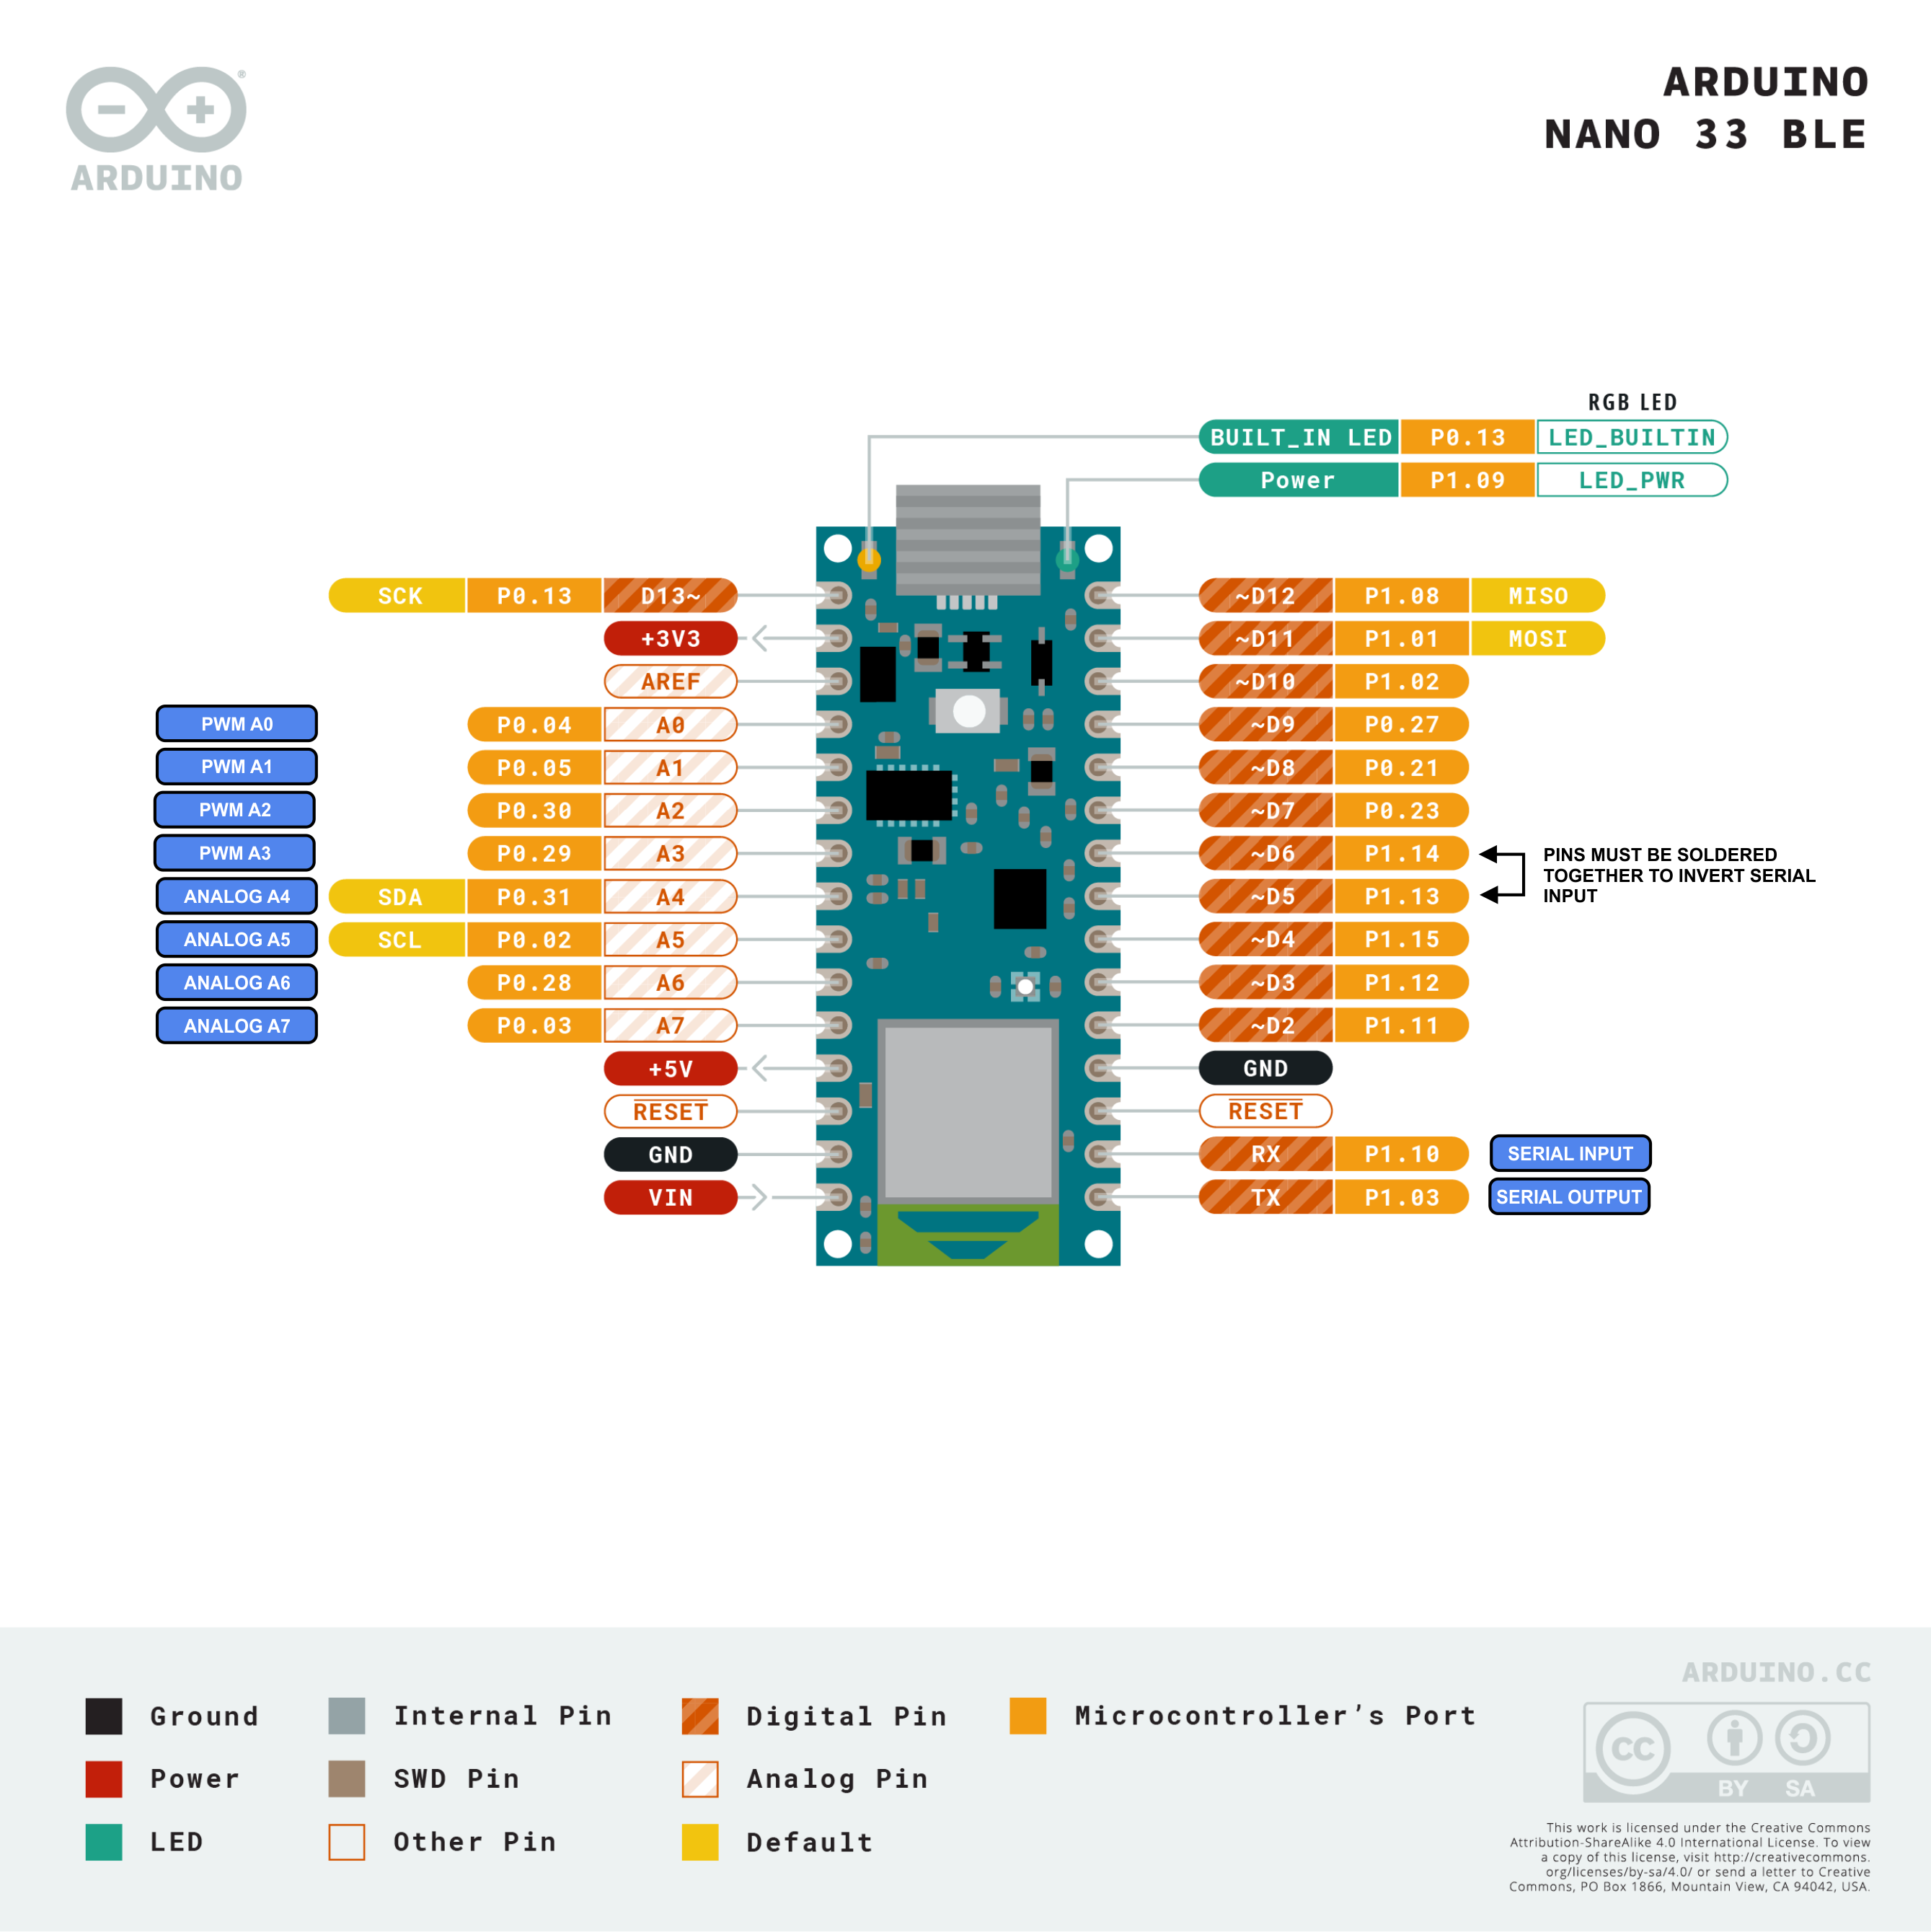 ®
ARDUINO
ARDUINO
NANO 33 BLE
RGB LED
BUILT_IN LED P0.13 LED_BUILTIN
Power P1.09 LED_PWR
SCK P0.13 D13~
+3V3
AREF
PWM A0 P0.04 A0
PWM A1 P0.05 A1
PWM A2 P0.30 A2
PWM A3 P0.29 A3
ANALOG A4 SDA P0.31 A4
ANALOG A5 SCL P0.02 A5
ANALOG A6 P0.28 A6
ANALOG A7 P0.03 A7
+5V
RESET
GND
VIN
~D12 P1.08 MISO
~D11 P1.01 MOSI
~D10 P1.02
~D9 P0.27
~D8 P0.21
~D7 P0.23
~D6 P1.14
~D5 P1.13
PINS MUST BE SOLDERED
TOGETHER TO INVERT SERIAL
INPUT
~D4 P1.15
~D3 P1.12
~D2 P1.11
GND
RESET
RX P1.10 SERIAL INPUT
TX P1.03 SERIAL OUTPUT
Ground
Power
LED
Internal Pin
SWD Pin
Other Pin
Digital Pin
Analog Pin
Default
Microcontroller’s Port
ARDUINO.CC
CC
BY SA
This work is licensed under the Creative Commons
Attribution-ShareAlike 4.0 International License. To view
a copy of this license, visit http://creativecommons.
org/licenses/by-sa/4.0/ or send a letter to Creative
Commons, PO Box 1866, Mountain View, CA 94042, USA.